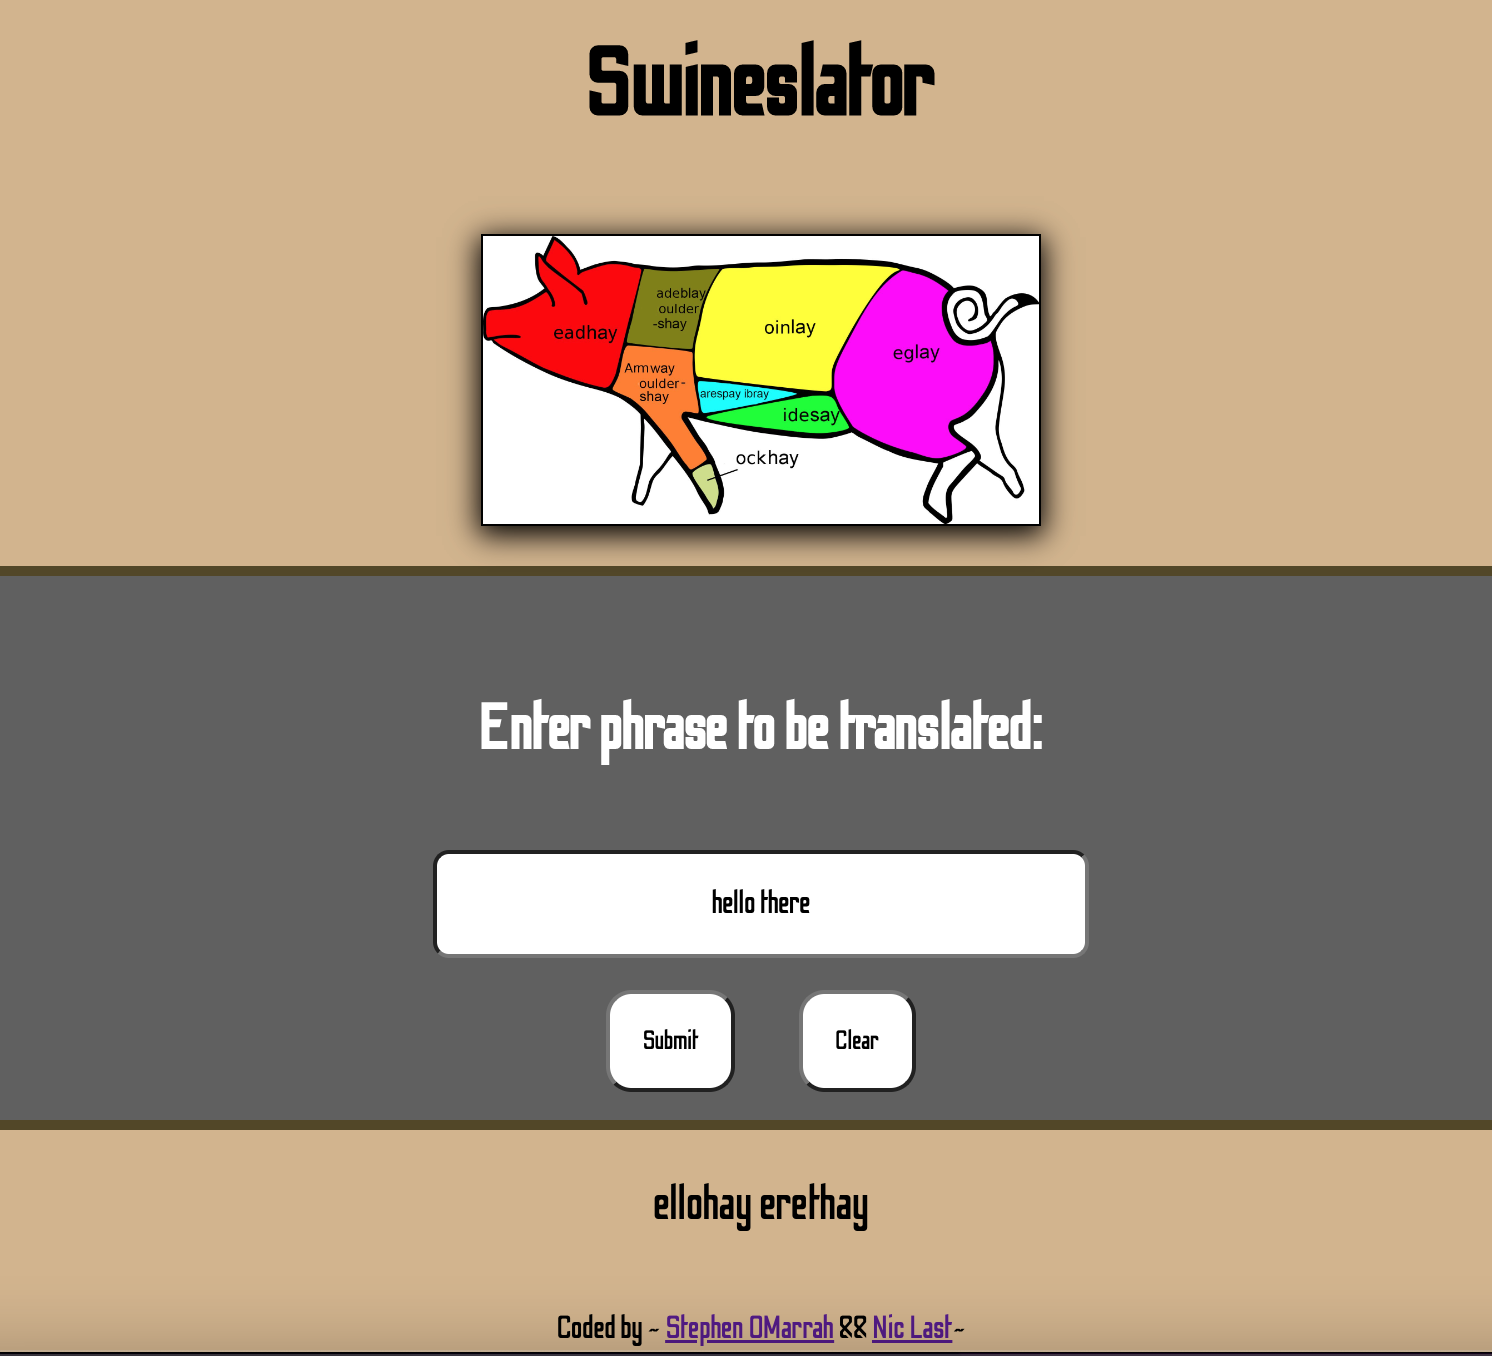 Swineslator
eadhay
adeblay
oulder
-shay
oinlay
eglay
Armway
oulder-
shay
arespay ibray
idesay
ockhay
Enter phrase to be translated:
hello there
Submit Clear
ellohay erethay
Coded by ~ Stephen OMarrah && Nic Last~